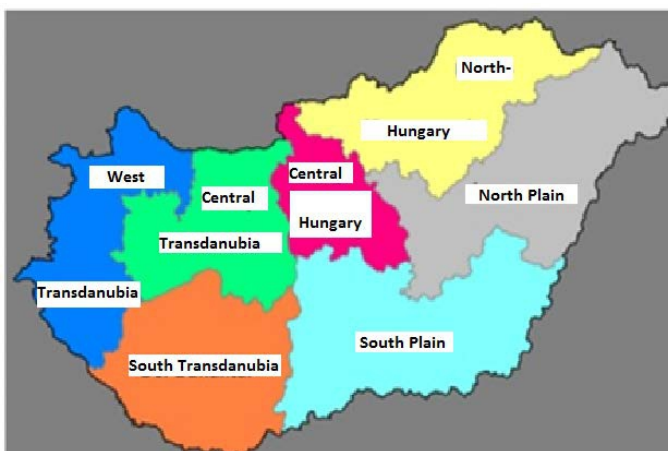 North-
Hungary
West
Transdanubia
Central
Transdanubia
Central
Hungary
North Plain
South Transdanubia
South Plain